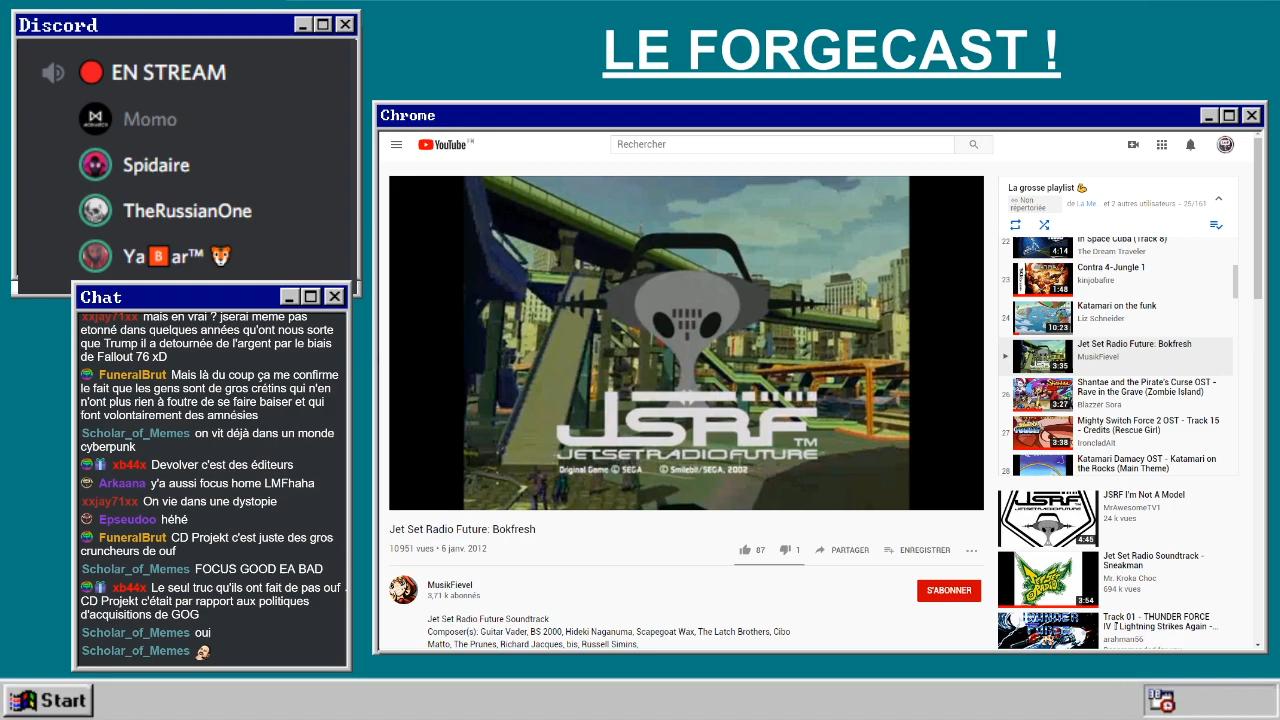 Discord
EN STREAM
Momo
Spidaire
TheRussianOne
Ya🅱ar™ 🐯
Chat
xxjay71xx mais en vrai ? jserai meme pas
etonné dans quelques années qu'ont nous sorte
que Trump il a detournée de l'argent par le biais
de Fallout 76 xD
FuneralBrut Mais là du coup ça me confirme
le fait que les gens sont de gros crétins qui n'en
n'ont plus rien à foutre de se faire baiser et qui
font volontairement des amnésies
Scholar_of_Memes on vit déjà dans un monde
cyberpunk
xb44x Devolver c'est des éditeurs
Arkaana y'a aussi focus home LMFhaha
xxjay71xx On vie dans une dystopie
Epseudoo héhé
FuneralBrut CD Projekt c'est juste des gros
cruncheurs de ouf
Scholar_of_Memes FOCUS GOOD EA BAD
xb44x Le seul truc qu'ils ont fait de pas ouf
CD Projekt c'était par rapport aux politiques
d'acquisitions de GOG
Scholar_of_Memes oui
Scholar_of_Memes
LE FORGECAST !
Chrome
YouTube FR
Rechercher
JSRF™
JETSETRADIOFUTURE
Original Game © SEGA © Smilebit/SEGA, 2002
Jet Set Radio Future: Bokfresh
10 951 vues • 6 janv. 2012
87
1
PARTAGER
ENREGISTRER
MusikFievel
3,71 k abonnés
S'ABONNER
Jet Set Radio Future Soundtrack
Composer(s): Guitar Vader, BS 2000, Hideki Naganuma, Scapegoat Wax, The Latch Brothers, Cibo
Matto, The Prunes, Richard Jacques, bis, Russell Simins,
La grosse playlist 💪
Non répertoriée
de La Me... et 2 autres utilisateurs - 25/161
22
In Space Cuba (Track 8)
The Dream Traveler
4:14
23
Contra 4-Jungle 1
kinjobafire
1:48
24
Katamari on the funk
Liz Schneider
10:23
Jet Set Radio Future: Bokfresh
MusikFievel
3:35
26
Shantae and the Pirate's Curse OST -
Rave in the Grave (Zombie Island)
Blazzer Sora
3:27
27
Mighty Switch Force 2 OST - Track 15
- Credits (Rescue Girl)
IroncladAlt
3:38
28
Katamari Damacy OST - Katamari on
the Rocks (Main Theme)
JSRF
JSRF I'm Not A Model
MrAwesomeTV1
24 k vues
4:45
Jet Set Radio Soundtrack -
Sneakman
Mr. Kroka Choc
694 k vues
3:54
Track 01 - THUNDER FORCE
IV Lightning Strikes Again -...
arahman56
Start